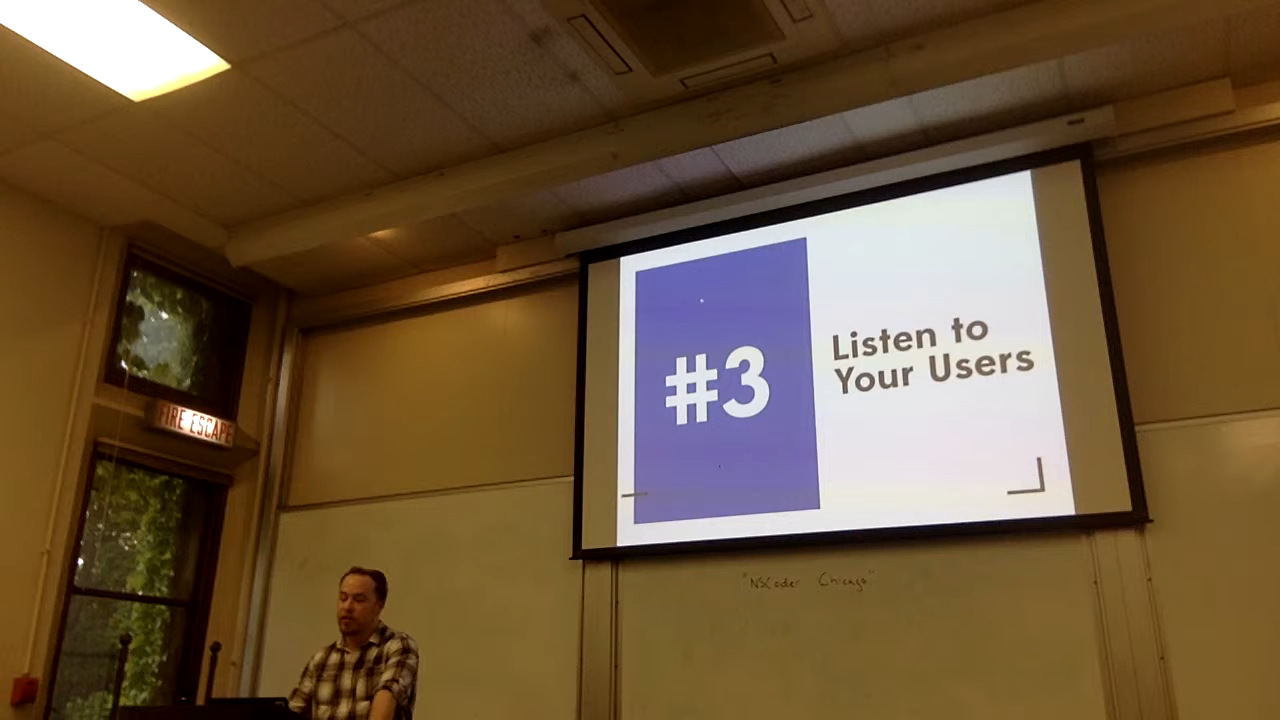 FIRE ESCAPE
#3
Listen to
Your Users
"NSCoder Chicago"